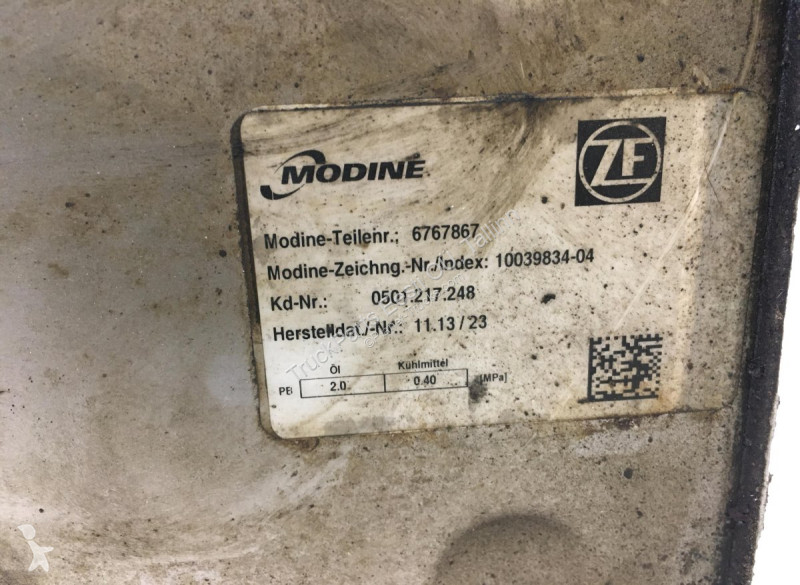 MODINE
ZF
Modine-Teilenr.: 6767867
Modine-Zeichng.-Nr./Index: 10039834-04
Kd-Nr.: 0501.217.248
Herstelldat./-Nr.: 11.13 / 23
Öl Kühlmittel
PB 2.0 0.40 [MPa]